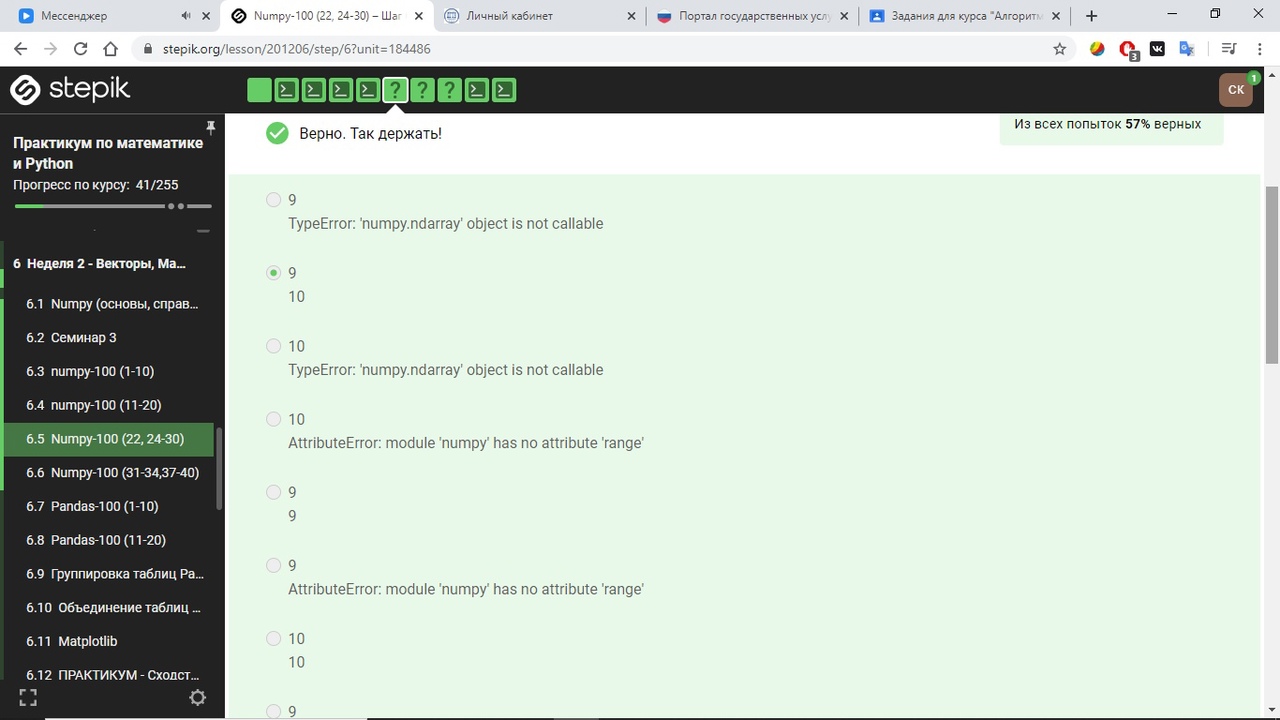 Мессенджер
Numpy-100 (22, 24-30) – Шаг
Личный кабинет
Портал государственных услу
Задания для курса "Алгоритм
stepik.org/lesson/201206/step/6?unit=184486
3
stepik
СК
1
Практикум по математике
и Python
Прогресс по курсу: 41/255
6 Неделя 2 - Векторы, Ма...
6.1 Numpy (основы, справ...
6.2 Семинар 3
6.3 numpy-100 (1-10)
6.4 numpy-100 (11-20)
6.5 Numpy-100 (22, 24-30)
6.6 Numpy-100 (31-34,37-40)
6.7 Pandas-100 (1-10)
6.8 Pandas-100 (11-20)
6.9 Группировка таблиц Pa...
6.10 Объединение таблиц ...
6.11 Matplotlib
6.12 ПРАКТИКУМ - Сходст...
Верно. Так держать!
Из всех попыток 57% верных
9
TypeError: 'numpy.ndarray' object is not callable
9
10
10
TypeError: 'numpy.ndarray' object is not callable
10
AttributeError: module 'numpy' has no attribute 'range'
9
9
9
AttributeError: module 'numpy' has no attribute 'range'
10
10
9